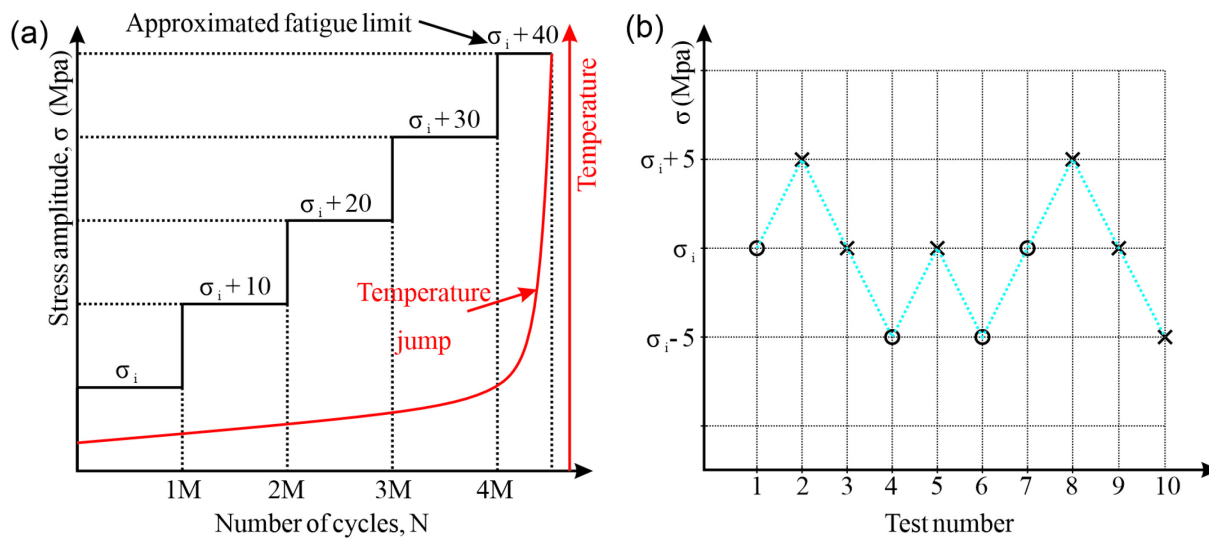 (a)
Approximated fatigue limit
σi+40
σi+30
σi+20
σi+10
σi
Stress amplitude, σ (Mpa)
Temperature
Temperature
jump
1M 2M 3M 4M
Number of cycles, N
(b)
σ (Mpa)
σi+5
σi
σi-5
1 2 3 4 5 6 7 8 9 10
Test number